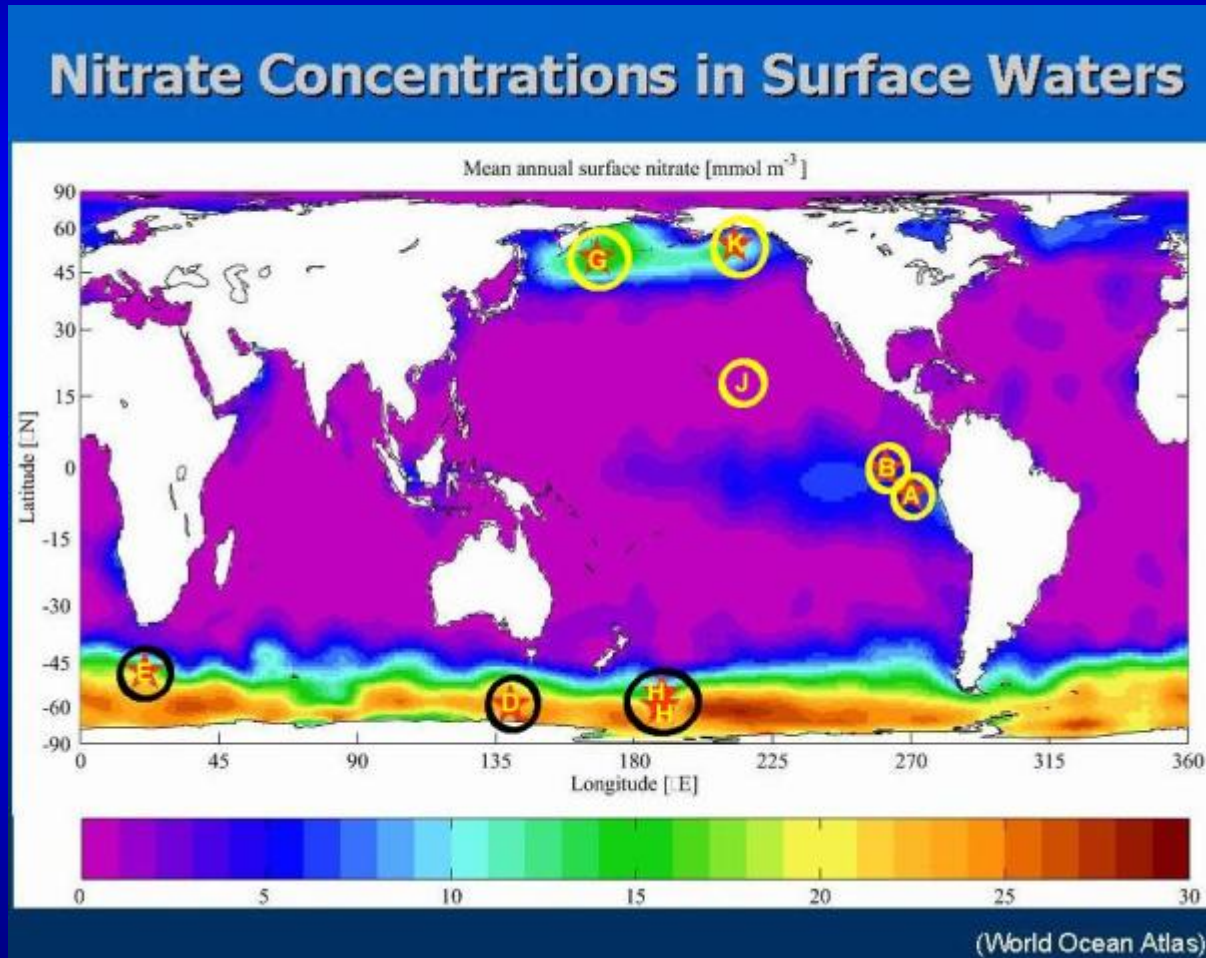 Nitrate Concentrations in Surface Waters
Mean annual surface nitrate [mmol m⁻³]
90
60
45
30
15
0
-15
-30
-45
-60
-90
Latitude [▯N]
G
K
J
B
A
E
D
H
H
0 45 90 135 180 225 270 315 360
Longitude [▯E]
0 5 10 15 20 25 30
(World Ocean Atlas)